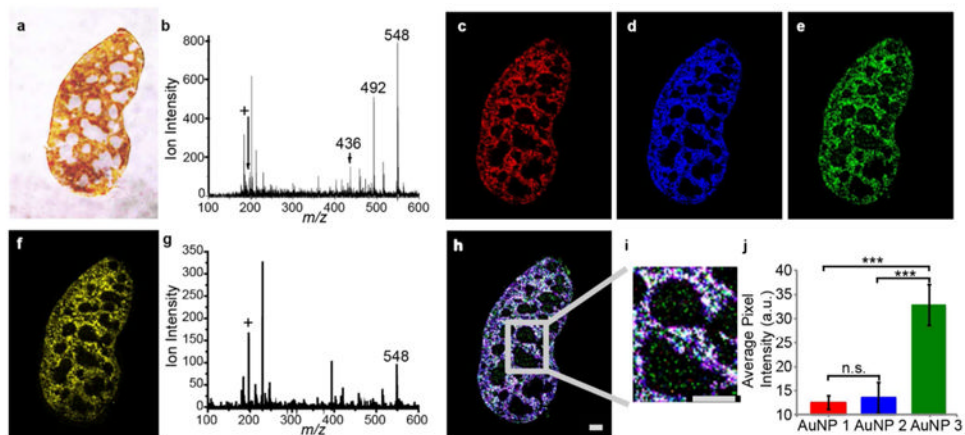 a
b
800
600
400
200
0
Ion Intensity
+
436
492
548
100 200 300 400 500 600
m/z
c
d
e
f
g
350
300
250
200
150
100
50
0
Ion Intensity
+
548
100 200 300 400 500 600
m/z
h
i
j
***
***
n.s.
Average Pixel
Intensity (a.u.)
40
35
30
25
20
15
10
AuNP 1 AuNP 2 AuNP 3